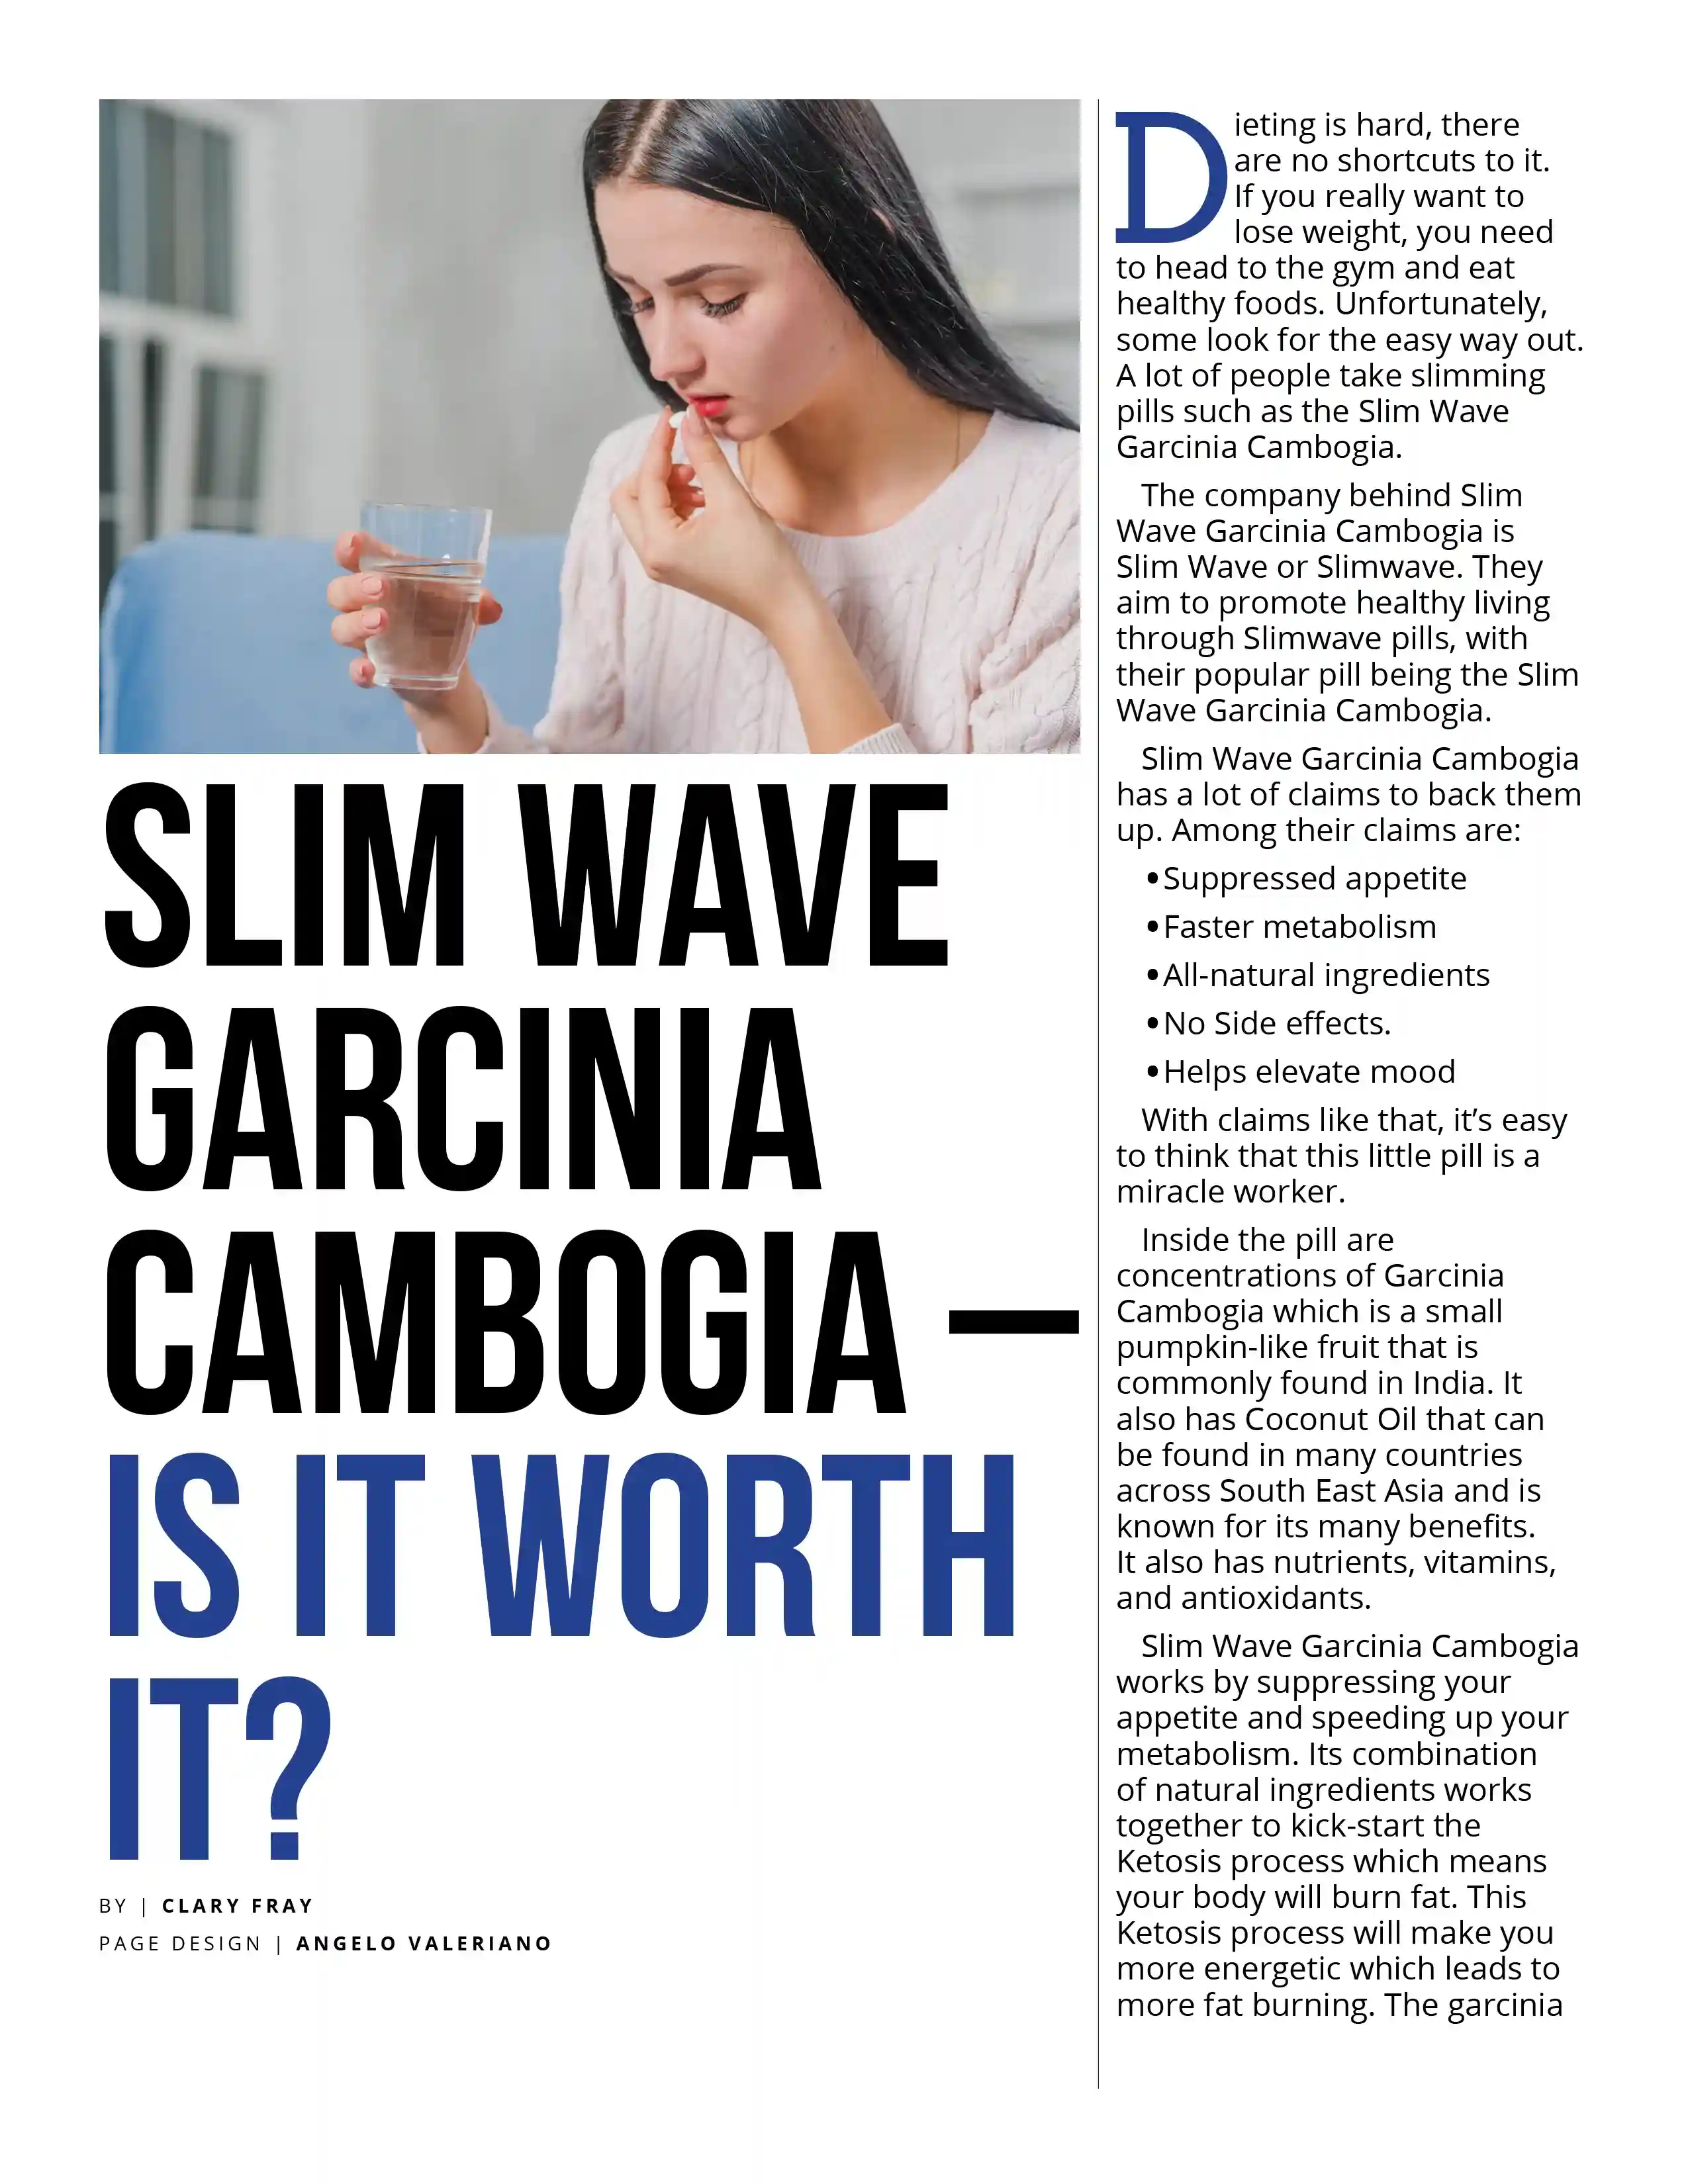 SLIM WAVE
GARCINIA
CAMBOGIA –
IS IT WORTH
IT?
BY | CLARY FRAY
PAGE DESIGN | ANGELO VALERIANO
Dieting is hard, there
are no shortcuts to it.
If you really want to
lose weight, you need
to head to the gym and eat
healthy foods. Unfortunately,
some look for the easy way out.
A lot of people take slimming
pills such as the Slim Wave
Garcinia Cambogia.
The company behind Slim
Wave Garcinia Cambogia is
Slim Wave or Slimwave. They
aim to promote healthy living
through Slimwave pills, with
their popular pill being the Slim
Wave Garcinia Cambogia.
Slim Wave Garcinia Cambogia
has a lot of claims to back them
up. Among their claims are:
•Suppressed appetite
•Faster metabolism
•All-natural ingredients
•No Side effects.
•Helps elevate mood
With claims like that, it’s easy
to think that this little pill is a
miracle worker.
Inside the pill are
concentrations of Garcinia
Cambogia which is a small
pumpkin-like fruit that is
commonly found in India. It
also has Coconut Oil that can
be found in many countries
across South East Asia and is
known for its many benefits.
It also has nutrients, vitamins,
and antioxidants.
Slim Wave Garcinia Cambogia
works by suppressing your
appetite and speeding up your
metabolism. Its combination
of natural ingredients works
together to kick-start the
Ketosis process which means
your body will burn fat. This
Ketosis process will make you
more energetic which leads to
more fat burning. The garcinia